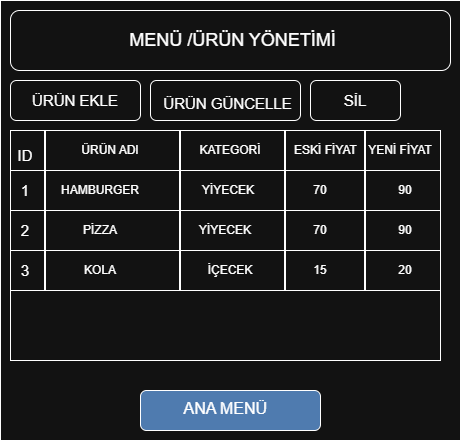 MENÜ /ÜRÜN YÖNETİMİ
ÜRÜN EKLE ÜRÜN GÜNCELLE SİL
ID ÜRÜN ADI KATEGORİ ESKİ FİYAT YENİ FİYAT
1 HAMBURGER YİYECEK 70 90
2 PİZZA YİYECEK 70 90
3 KOLA İÇECEK 15 20
ANA MENÜ